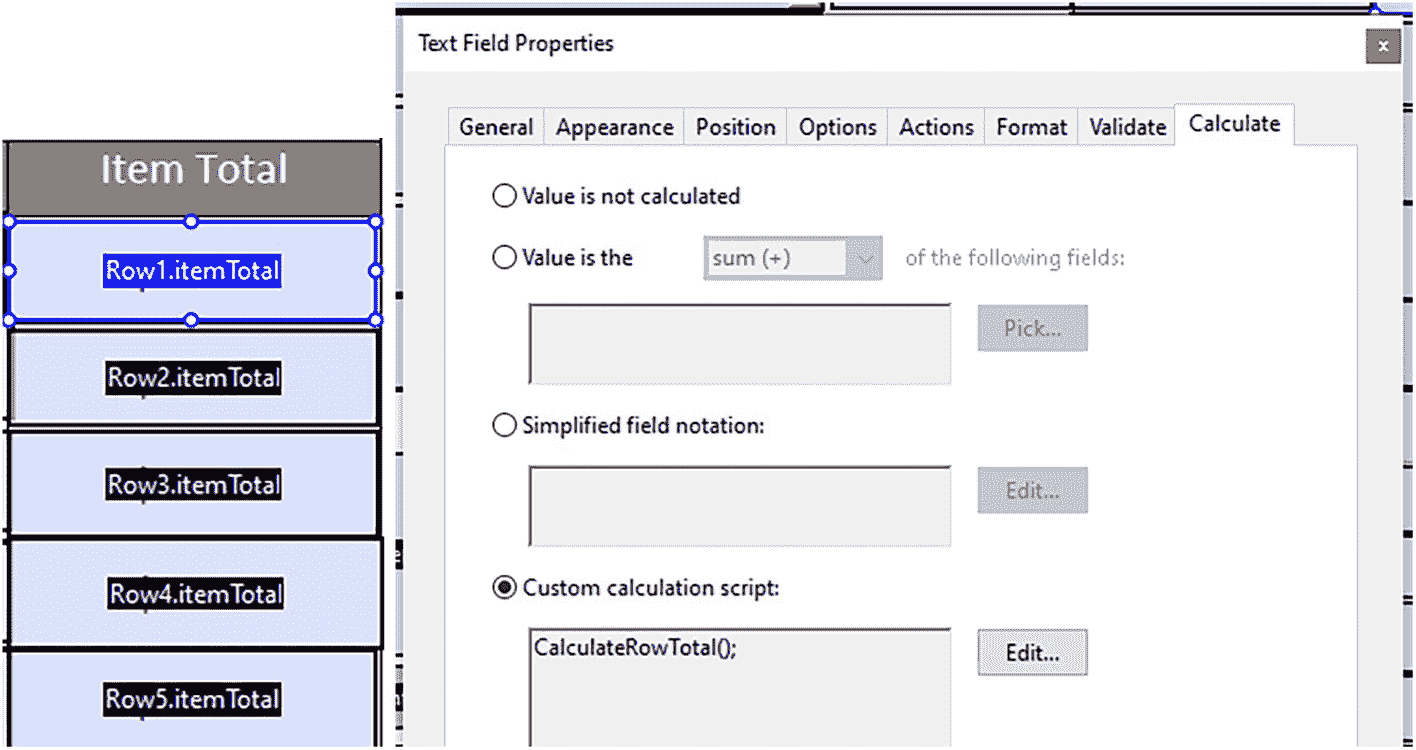 Item Total
Row1.itemTotal
Row2.itemTotal
Row3.itemTotal
Row4.itemTotal
Row5.itemTotal
Text Field Properties
x
General Appearance Position Options Actions Format Validate Calculate
Value is not calculated
Value is the sum (+) of the following fields:
Pick...
Simplified field notation:
Edit...
Custom calculation script:
CalculateRowTotal();
Edit...